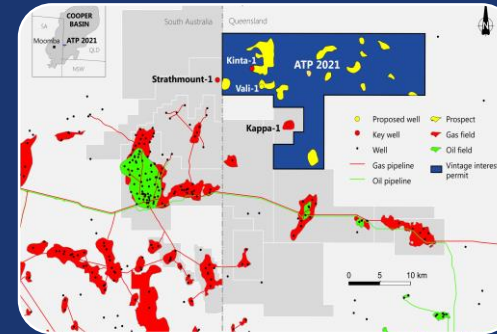 COOPER
BASIN
SA
Moomba
ATP 2021
QLD
NSW
South Australia
Queensland
N
Kinta-1
ATP 2021
Strathmount-1
Vali-1
Kappa-1
Proposed well
Prospect
Key well
Gas field
Well
Oil field
Gas pipeline
Vintage interes
Oil pipeline
permit
0 5 10 km